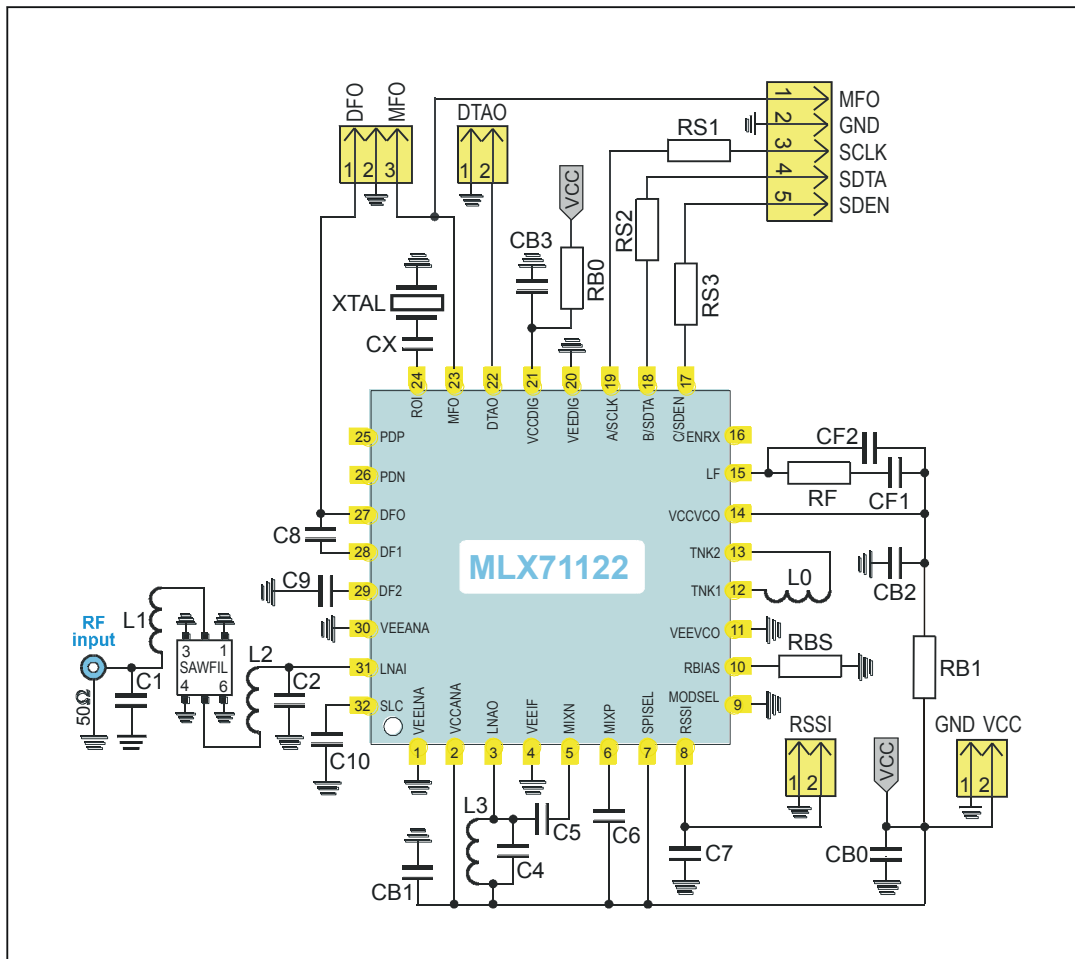 DFO
MFO
DTAO
1
2
3
1 2
1 MFO
2 GND
3 SCLK
4 SDTA
5 SDEN
RS1
RS2
RS3
VCC
CB3
RB0
XTAL
CX
24 23 22 21 20 19 18 17
ROI MFO DTAO VCCDIG VEEDIG A/SCLK B/SDTA C/SDEN
25 PDP
26 PDN
27 DFO
28 DF1
29 DF2
30 VEEANA
31 LNAI
32 SLC
MLX71122
ENRX 16
LF 15
VCCVCO 14
TNK2 13
TNK1 12
VEEVCO 11
RBIAS 10
MODSEL 9
VEELNA VCCANA LNAO VEEIF MIXN MIXP SPISEL RSSI
1 2 3 4 5 6 7 8
CF2
RF
CF1
L0
CB2
RBS
RB1
C8
C9
RF
input
50Ω
L1
C1
3 1
SAWFIL
4 6
L2
C2
C10
L3
C4
C5
C6
C7
CB1
RSSI
1 2
VCC
CB0
GND VCC
1 2